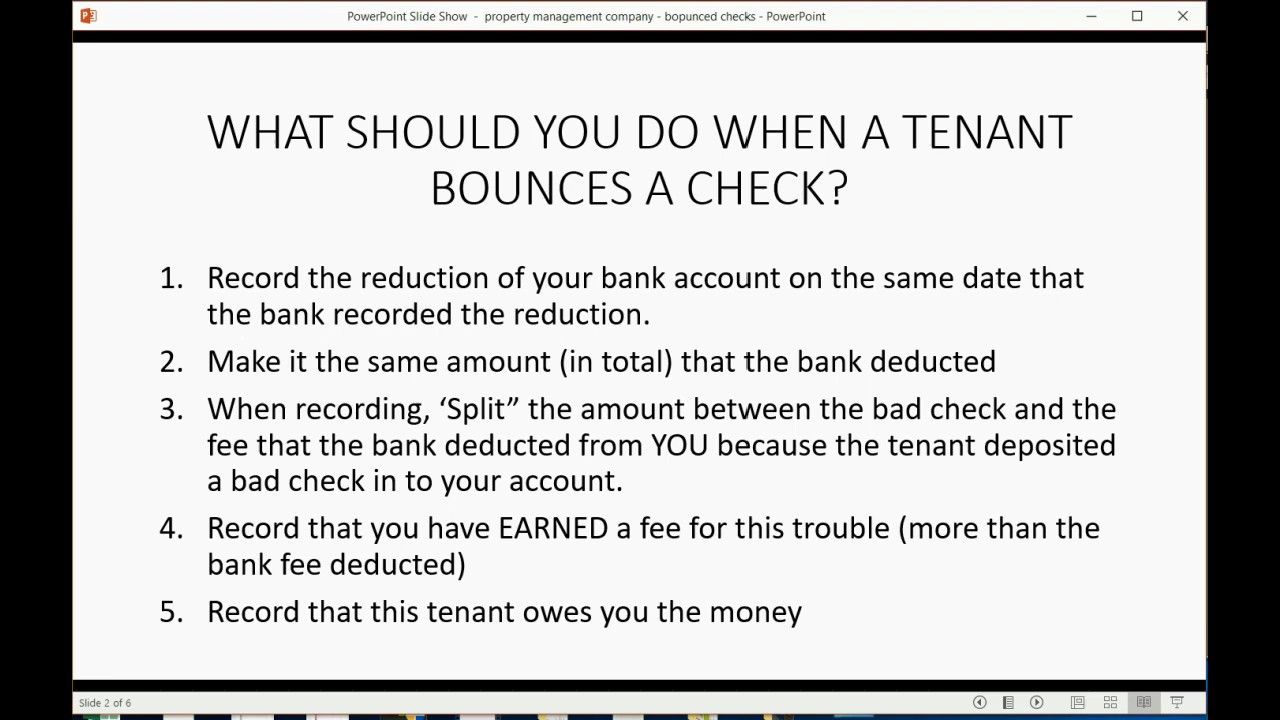 PowerPoint Slide Show - property management company - bopunced checks - PowerPoint
WHAT SHOULD YOU DO WHEN A TENANT
BOUNCES A CHECK?
1. Record the reduction of your bank account on the same date that
the bank recorded the reduction.
2. Make it the same amount (in total) that the bank deducted
3. When recording, ‘Split” the amount between the bad check and the
fee that the bank deducted from YOU because the tenant deposited
a bad check in to your account.
4. Record that you have EARNED a fee for this trouble (more than the
bank fee deducted)
5. Record that this tenant owes you the money
Slide 2 of 6